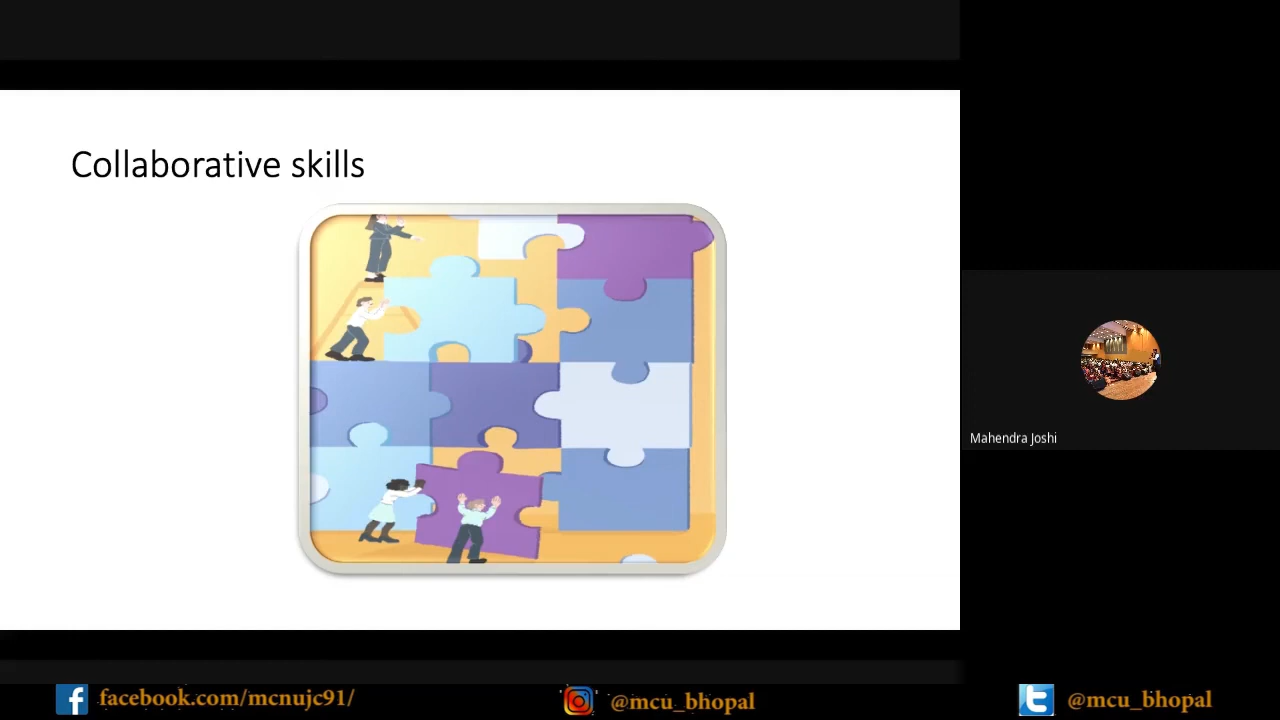 Collaborative skills
Mahendra Joshi
facebook.com/mcnujc91/
@mcu_bhopal
@mcu_bhopal